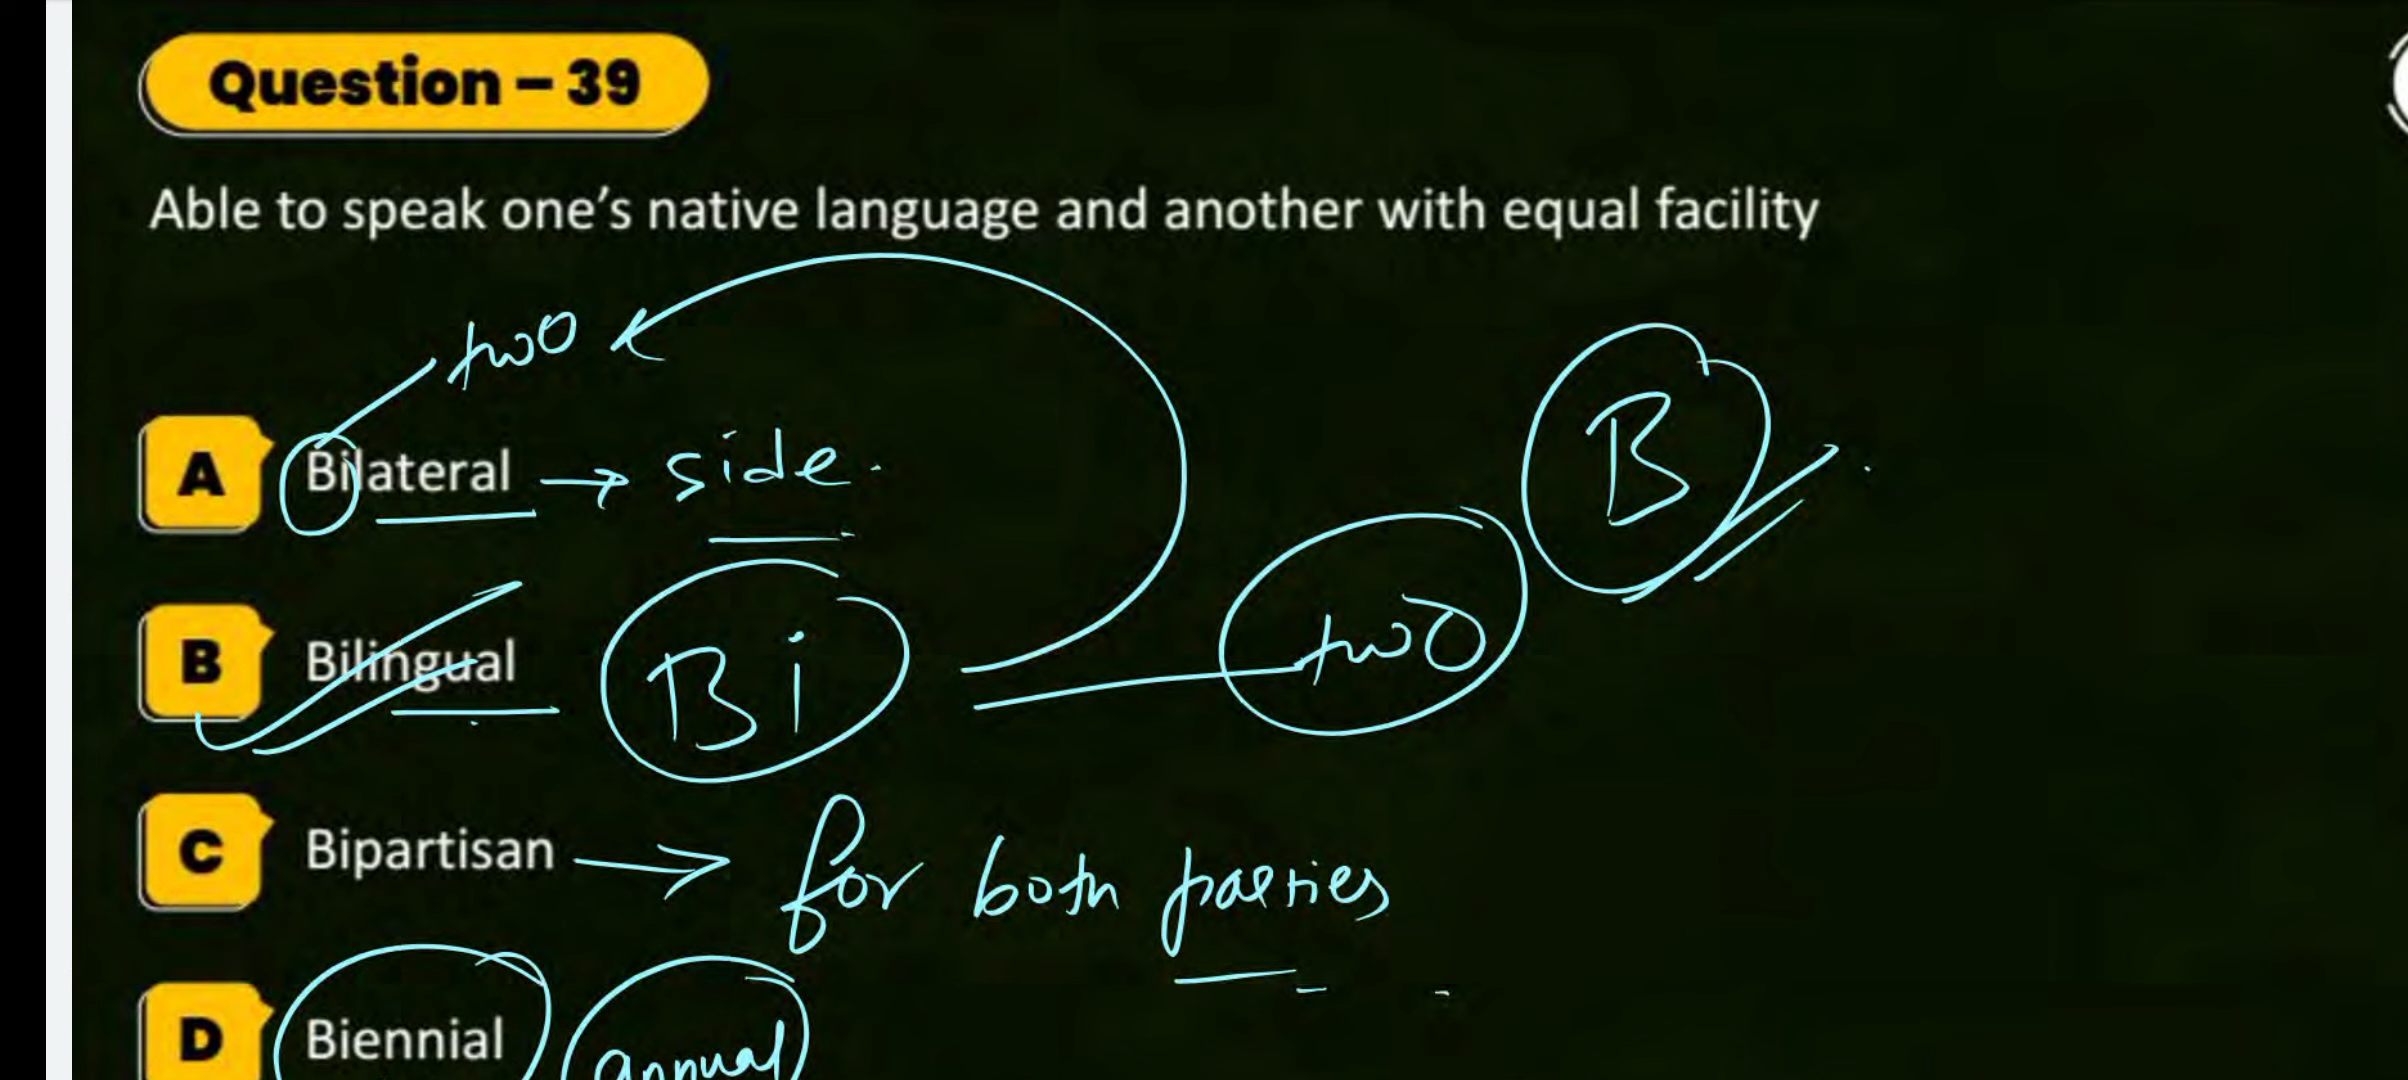 Question – 39
Able to speak one’s native language and another with equal facility
two
A Bilateral → side.
B
B Bilingual Bi two
C Bipartisan → for both parties
D Biennial annual